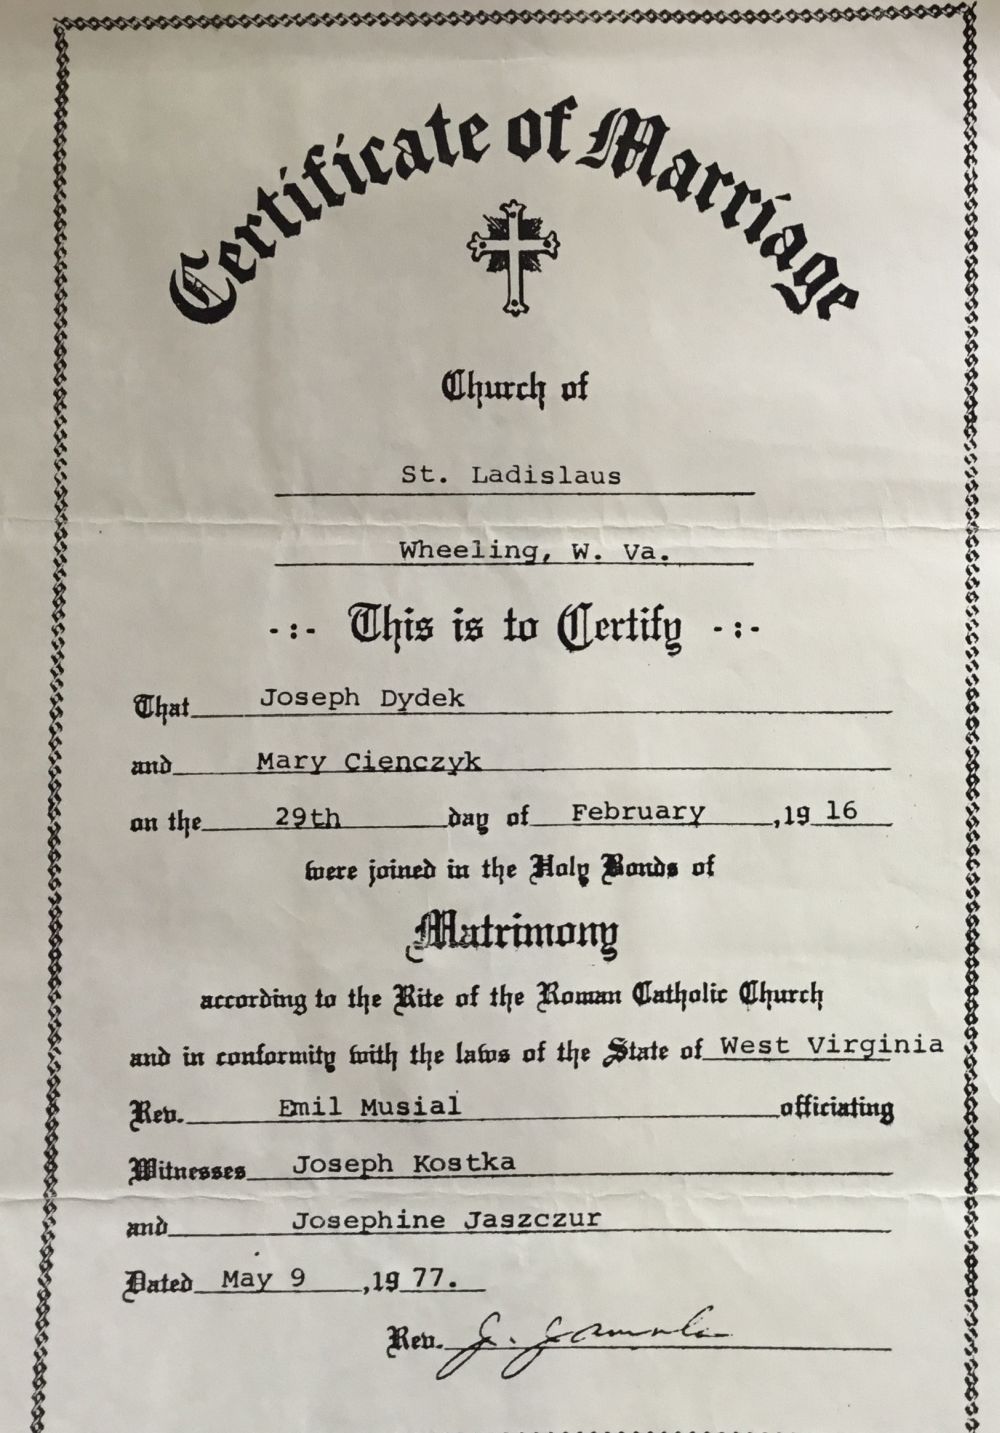 Certificate of Marriage
Church of
St. Ladislaus
Wheeling, W. Va.
-:- This is to Certify -:-
That Joseph Dydek
and Mary Cienczyk
on the 29th day of February ,19 16
were joined in the Holy Bonds of
Matrimony
according to the Rite of the Roman Catholic Church
and in conformity with the laws of the State of West Virginia
Rev. Emil Musial officiating
Witnesses Joseph Kostka
and Josephine Jaszczur
Dated May 9 ,19 77.
Rev. J.